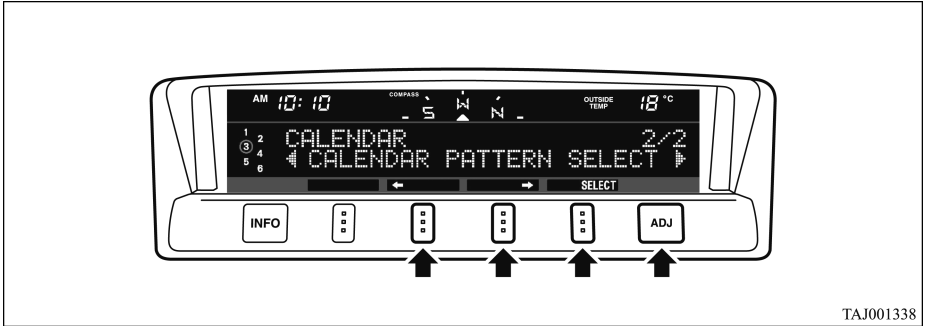 AM 10:10 COMPASS S W N OUTSIDE TEMP 18 °C
1 2 3 4 5 6
CALENDAR 2/2
CALENDAR PATTERN SELECT
← → SELECT
INFO ADJ
TAJ001338